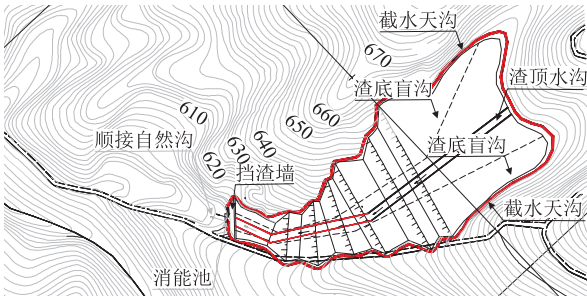 截水天沟
670
渣底盲沟
渣顶水沟
660
610
650
渣底盲沟
顺接自然沟
640
630
620
挡渣墙
截水天沟
消能池